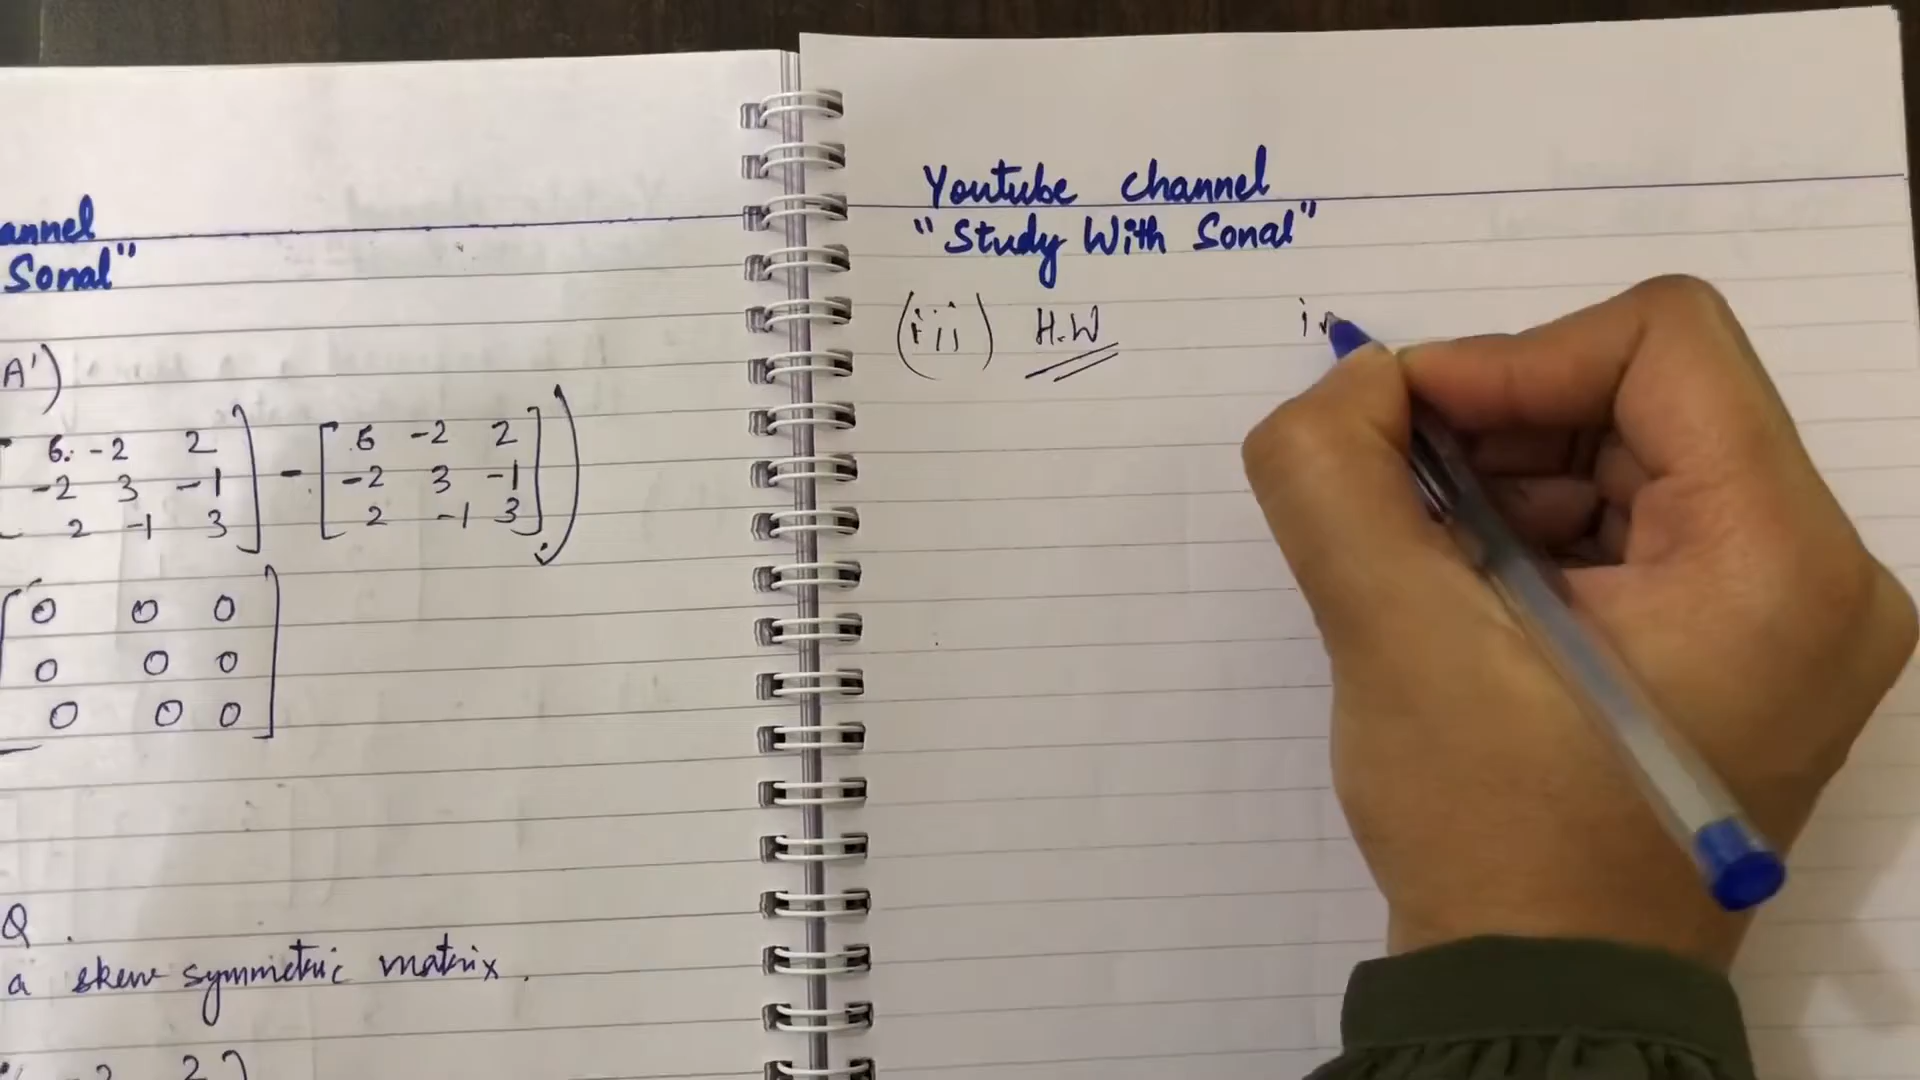 annel
Sonal"
A')
6. -2 2
-2 3 -1
2 -1 3
-
6 -2 2
-2 3 -1
2 -1 3
0 0 0
0 0 0
0 0 0
Q.
a skew symmetric matrix.
-2 2
Youtube channel
"Study With Sonal"
(iii) H.W